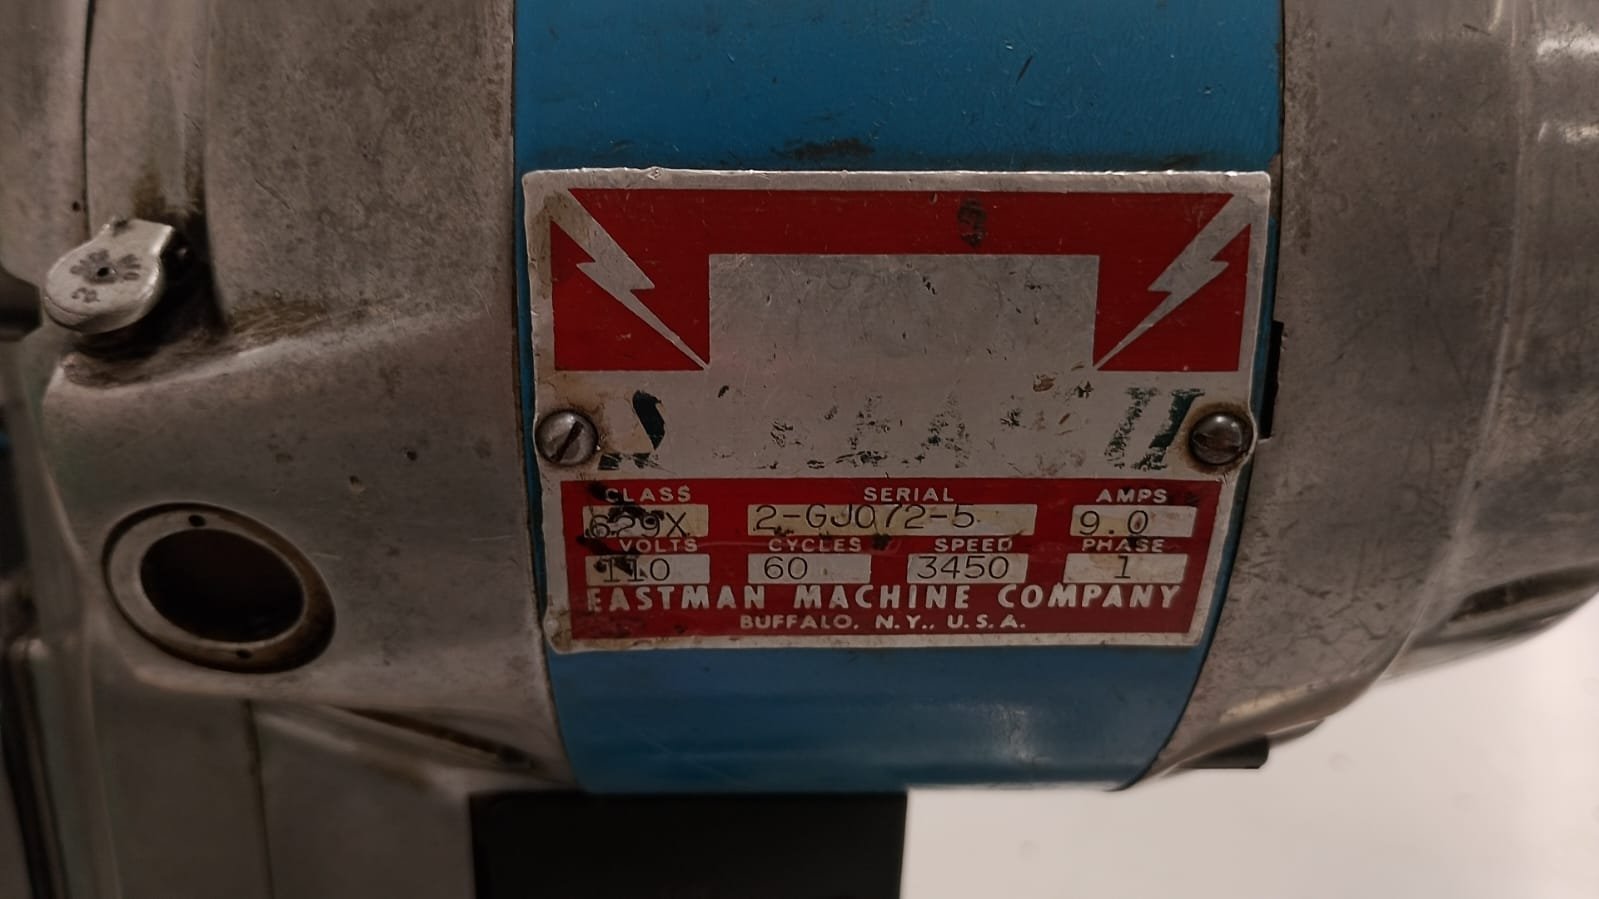 CLASS SERIAL AMPS
629X 2-GJ072-5 9.0
VOLTS CYCLES SPEED PHASE
110 60 3450 1
EASTMAN MACHINE COMPANY
BUFFALO, N.Y., U.S.A.